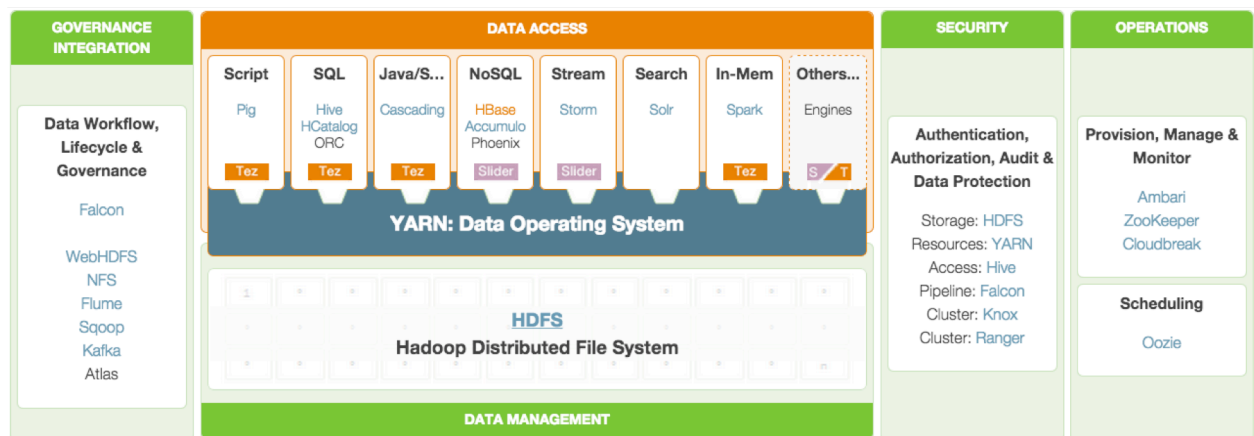 GOVERNANCE
INTEGRATION
Data Workflow,
Lifecycle &
Governance
Falcon
WebHDFS
NFS
Flume
Sqoop
Kafka
Atlas
DATA ACCESS
Script
Pig
Tez
SQL
Hive
HCatalog
ORC
Tez
Java/S...
Cascading
Tez
NoSQL
HBase
Accumulo
Phoenix
Slider
Stream
Storm
Slider
Search
Solr
In-Mem
Spark
Tez
Others...
Engines
S / T
YARN: Data Operating System
1
HDFS
Hadoop Distributed File System
n
DATA MANAGEMENT
SECURITY
Authentication,
Authorization, Audit &
Data Protection
Storage: HDFS
Resources: YARN
Access: Hive
Pipeline: Falcon
Cluster: Knox
Cluster: Ranger
OPERATIONS
Provision, Manage &
Monitor
Ambari
ZooKeeper
Cloudbreak
Scheduling
Oozie